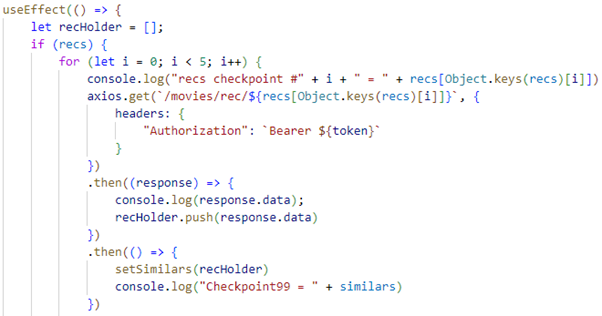 useEffect(() => {
    let recHolder = [];
    if (recs) {
        for (let i = 0; i < 5; i++) {
            console.log("recs checkpoint #" + i + " = " + recs[Object.keys(recs)[i]])
            axios.get(`/movies/rec/${recs[Object.keys(recs)[i]]}`, {
                headers: {
                    "Authorization": `Bearer ${token}`
                }
            })
            .then((response) => {
                console.log(response.data);
                recHolder.push(response.data)
            })
            .then(() => {
                setSimilars(recHolder)
                console.log("Checkpoint99 = " + similars)
            })